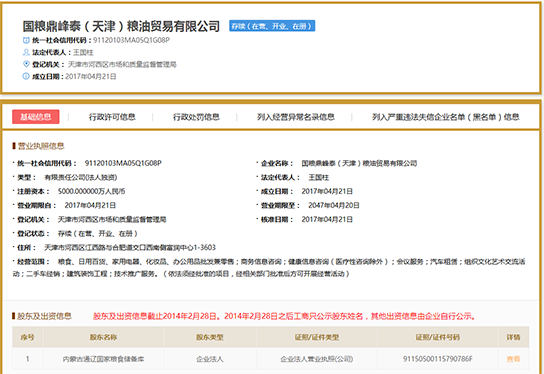 国粮鼎峰泰（天津）粮油贸易有限公司 存续（在营、开业、在册）
统一社会信用代码： 91120103MA05Q1G08P
法定代表人： 王国柱
登记机关： 天津市河西区市场和质量监督管理局
成立日期： 2017年04月21日
基础信息 行政许可信息 行政处罚信息 列入经营异常名录信息 列入严重违法失信企业名单（黑名单）信息
营业执照信息
· 统一社会信用代码： 91120103MA05Q1G08P · 企业名称： 国粮鼎峰泰（天津）粮油贸易有限公司
· 类型： 有限责任公司(法人独资) · 法定代表人： 王国柱
· 注册资本： 5000.000000万人民币 · 成立日期： 2017年04月21日
· 营业期限自： 2017年04月21日 · 营业期限至： 2047年04月20日
· 登记机关： 天津市河西区市场和质量监督管理局 · 核准日期： 2017年04月21日
· 登记状态： 存续（在营、开业、在册）
· 住所： 天津市河西区江西路与合肥道交口西南侧富润中心1-3603
· 经营范围： 粮食、日用百货、家用电器、化妆品、办公用品批发兼零售；商务信息咨询；健康信息咨询（医疗性咨询除外）；会议服务；汽车租赁；组织文化艺术交流活
动；二手车经销；建筑装饰工程；技术推广服务。（依法须经批准的项目，经相关部门批准后方可开展经营活动）
股东及出资信息 股东及出资信息截止2014年2月28日。2014年2月28日之后工商只公示股东姓名，其他出资信息由企业自行公示。
序号 股东名称 股东类型 证照/证件类型 证照/证件号码 详情
1 内蒙古通辽国家粮食储备库 企业法人 企业法人营业执照(公司) 91150500115790786F 查看